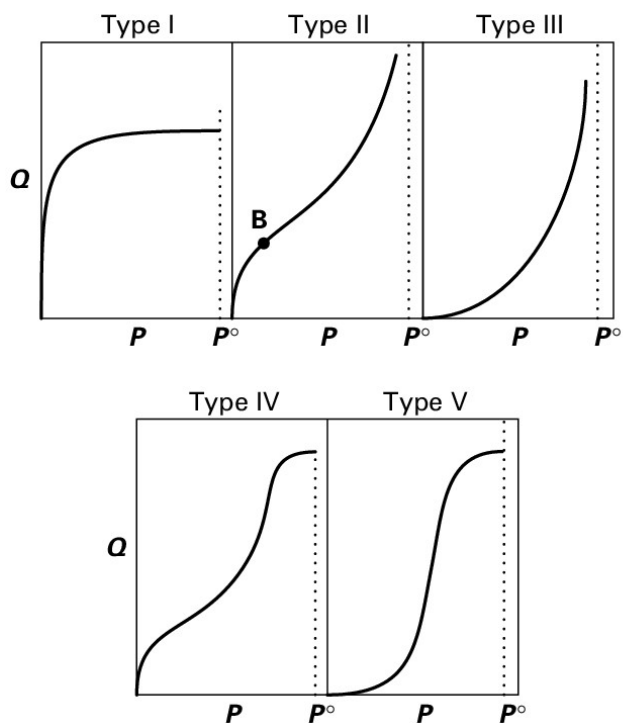 Type I Type II Type III
Q
B
P P° P P° P P°
Type IV Type V
Q
P P° P P°